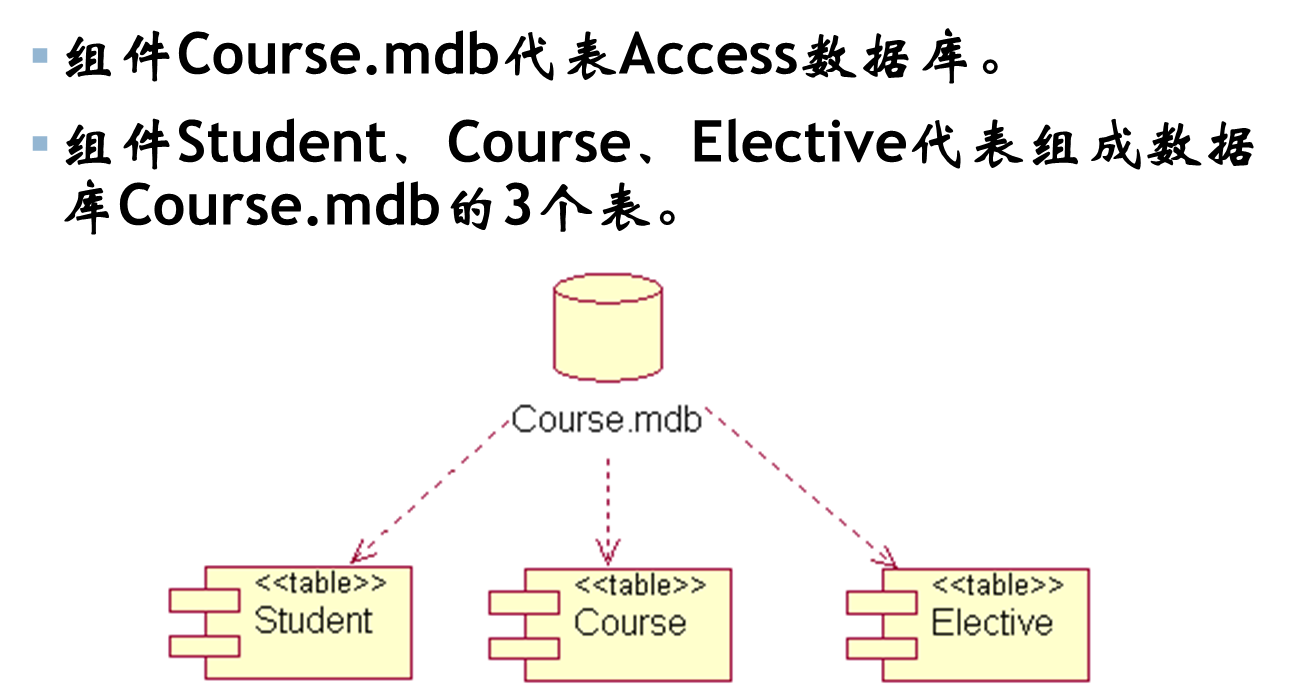 组件Course.mdb代表Access数据库。
组件Student、Course、Elective代表组成数据
库Course.mdb的3个表。
Course.mdb
<<table>>
Student
<<table>>
Course
<<table>>
Elective